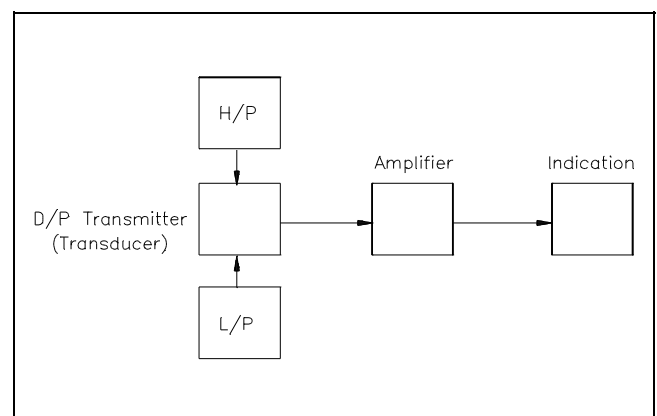 H/P
Amplifier
Indication
D/P Transmitter
(Transducer)
L/P